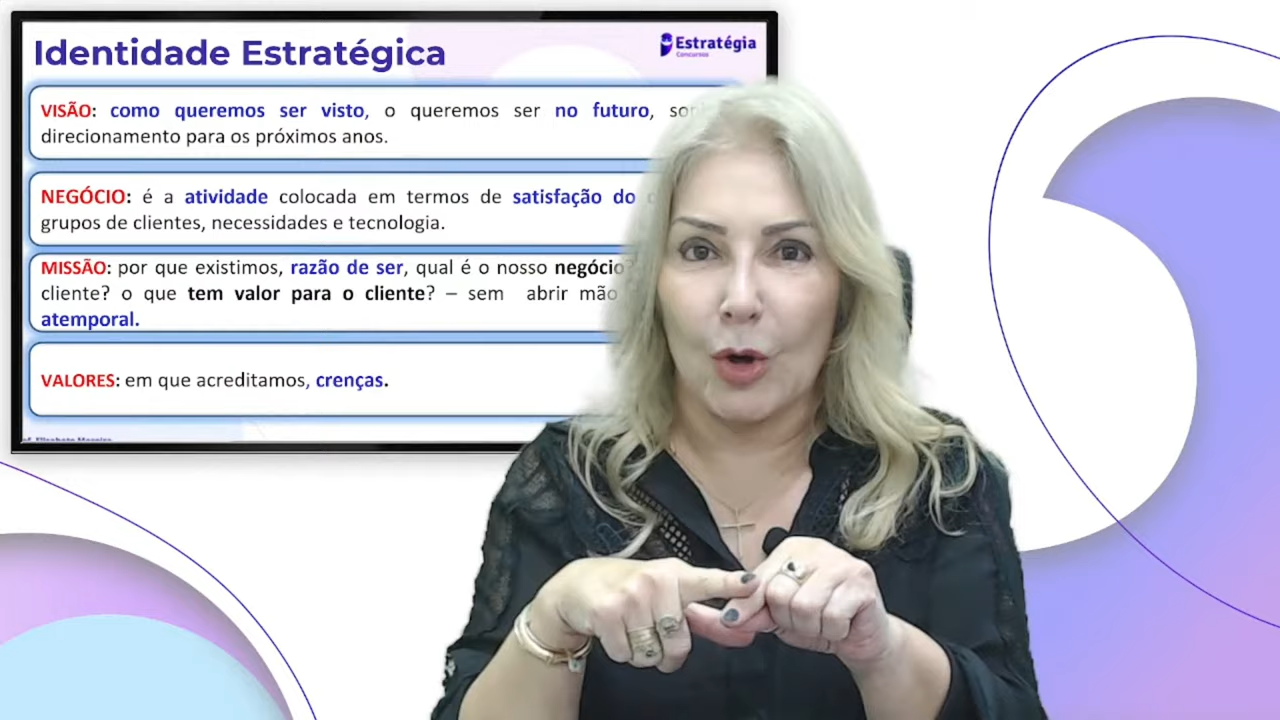 Identidade Estratégica
Estratégia
Concursos
VISÃO: como queremos ser visto, o queremos ser no futuro,
direcionamento para os próximos anos.
NEGÓCIO: é a atividade colocada em termos de satisfação do
grupos de clientes, necessidades e tecnologia.
MISSÃO: por que existimos, razão de ser, qual é o nosso negócio?
cliente? o que tem valor para o cliente? – sem abrir mão
atemporal.
VALORES: em que acreditamos, crenças.